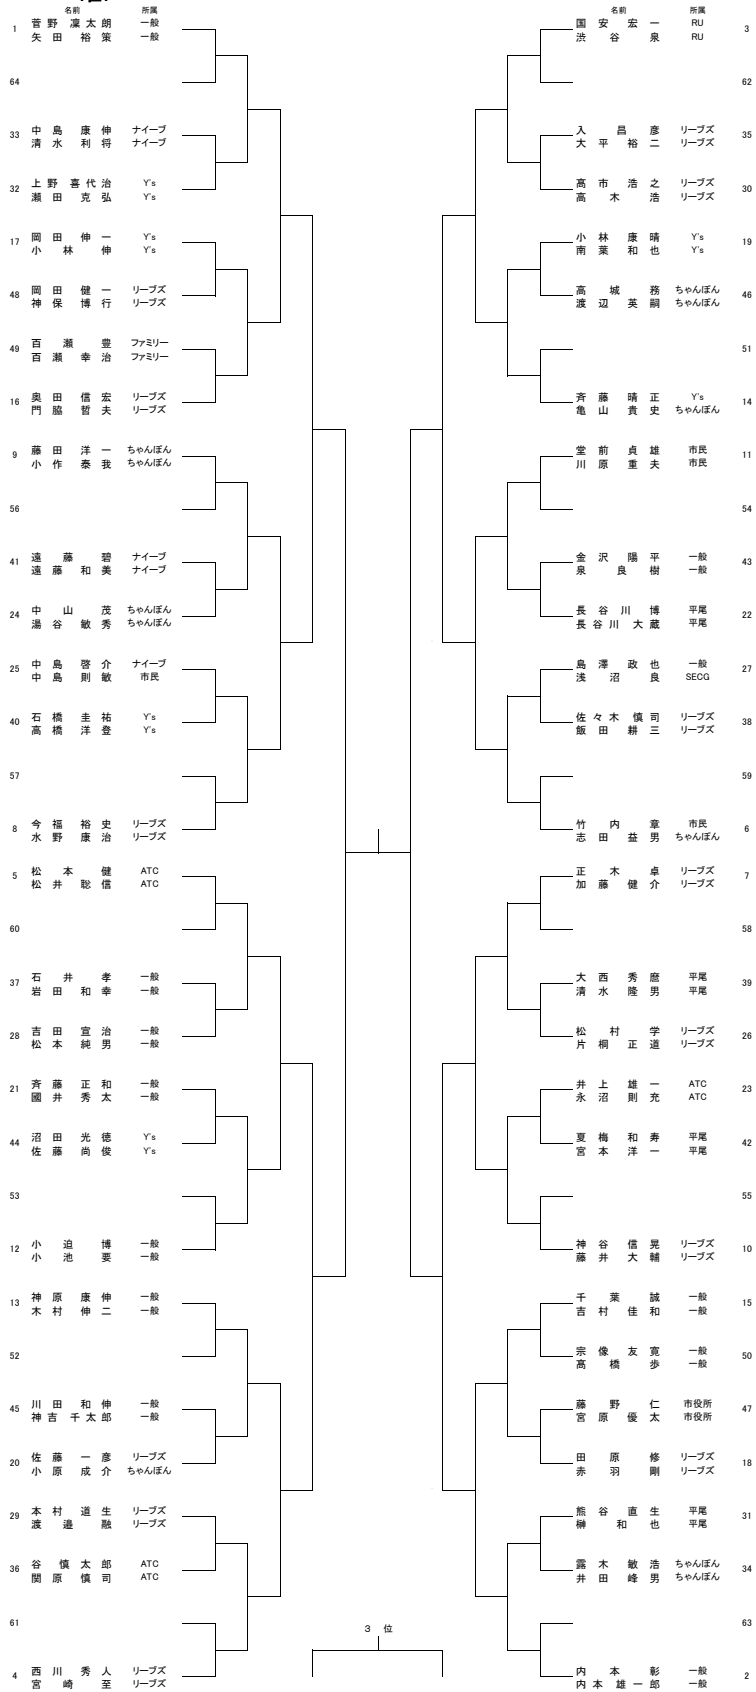 名前 所属
1 菅野凜太朗 一般
矢田裕策 一般
64
33 中島康伸 ナイーブ
清水利将 ナイーブ
32 上野喜代治 Y's
瀬田克弘 Y's
17 岡田伸一 Y's
小林伸 Y's
48 岡田健一 リーブズ
神保博行 リーブズ
49 百瀬豊 ファミリー
百瀬幸治 ファミリー
16 奥田信宏 リーブズ
門脇哲夫 リーブズ
9 藤田洋一 ちゃんぽん
小作泰我 ちゃんぽん
56
41 遠藤碧 ナイーブ
遠藤和美 ナイーブ
24 中山茂 ちゃんぽん
湯谷敏秀 ちゃんぽん
25 中島啓介 ナイーブ
中島則敏 市民
40 石橋圭祐 Y's
高橋洋登 Y's
57
8 今福裕史 リーブズ
水野康治 リーブズ
5 松本健 ATC
松井聡信 ATC
60
37 石井孝 一般
岩田和幸 一般
28 吉田宣治 一般
松本純男 一般
21 斉藤正和 一般
國井秀太 一般
44 沼田光徳 Y's
佐藤尚俊 Y's
53
12 小迫博 一般
小池要 一般
13 神原康伸 一般
木村伸二 一般
52
45 川田和伸 一般
神吉千太郎 一般
20 佐藤一彦 リーブズ
小原成介 ちゃんぽん
29 本村道生 リーブズ
渡邉融 リーブズ
36 谷慎太郎 ATC
関原慎司 ATC
61
4 西川秀人 リーブズ
宮崎至 リーブズ
名前 所属
国安宏一 RU 3
渋谷泉 RU
62
入昌彦 リーブズ 35
大平裕二 リーブズ
髙市浩之 リーブズ 30
高木浩 リーブズ
小林康晴 Y's 19
南葉和也 Y's
高城務 ちゃんぽん 46
渡辺英嗣 ちゃんぽん
51
斉藤晴正 Y's 14
亀山貴史 ちゃんぽん
堂前貞雄 市民 11
川原重夫 市民
54
金沢陽平 一般 43
泉良樹 一般
長谷川博 平尾 22
長谷川大蔵 平尾
島澤政也 一般 27
浅沼良 SECG
佐々木慎司 リーブズ 38
飯田耕三 リーブズ
59
竹内章 市民 6
志田益男 ちゃんぽん
正木卓 リーブズ 7
加藤健介 リーブズ
58
大西秀麿 平尾 39
清水隆男 平尾
松村学 リーブズ 26
片桐正道 リーブズ
井上雄一 ATC 23
永沼則充 ATC
夏梅和寿 平尾 42
宮本洋一 平尾
55
神谷信晃 リーブズ 10
藤井大輔 リーブズ
千葉誠 一般 15
吉村佳和 一般
宗像友寛 一般 50
髙橋歩 一般
藤野仁 市役所 47
宮原優太 市役所
田原修 リーブズ 18
赤羽剛 リーブズ
熊谷直生 平尾 31
榊和也 平尾
露木敏浩 ちゃんぽん 34
井田峰男 ちゃんぽん
63
内本彰 一般 2
内本雄一郎 一般
3 位